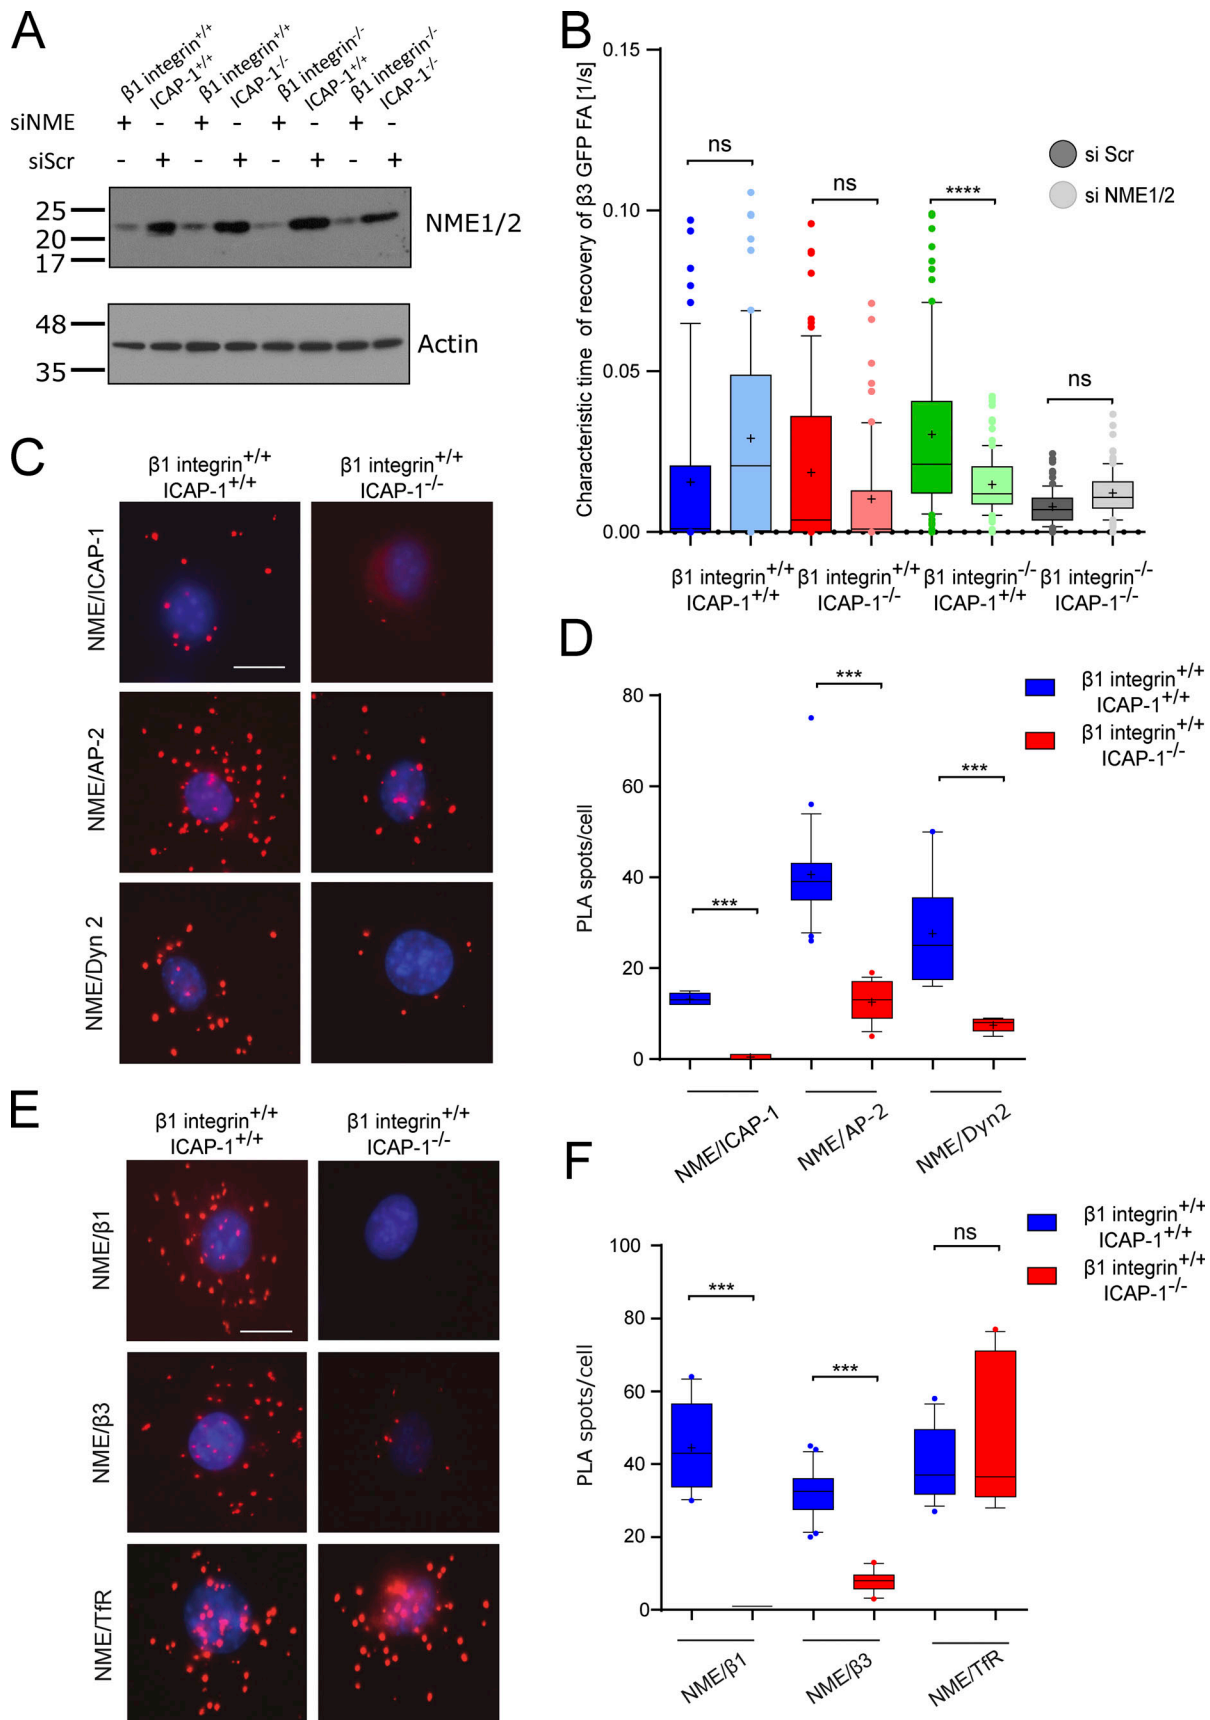 A
β1 integrin+/+
ICAP-1+/+
β1 integrin+/+
ICAP-1-/-
β1 integrin-/-
ICAP-1+/+
β1 integrin-/-
ICAP-1-/-
siNME + - + - + - + -
siScr - + - + - + - +
25
20
17
NME1/2
48
35
Actin
B
Characteristic time of recovery of β3 GFP FA [1/s]
0.15
0.10
0.05
0.00
ns
ns
****
ns
si Scr
si NME1/2
β1 integrin+/+
ICAP-1+/+
β1 integrin+/+
ICAP-1-/-
β1 integrin-/-
ICAP-1+/+
β1 integrin-/-
ICAP-1-/-
C
β1 integrin+/+
ICAP-1+/+
β1 integrin+/+
ICAP-1-/-
NME/ICAP-1
NME/AP-2
NME/Dyn 2
D
PLA spots/cell
80
60
40
20
0
***
***
***
β1 integrin+/+
ICAP-1+/+
β1 integrin+/+
ICAP-1-/-
NME/ICAP-1
NME/AP-2
NME/Dyn2
E
β1 integrin+/+
ICAP-1+/+
β1 integrin+/+
ICAP-1-/-
NME/β1
NME/β3
NME/TfR
F
PLA spots/cell
100
80
60
40
20
0
***
***
ns
β1 integrin+/+
ICAP-1+/+
β1 integrin+/+
ICAP-1-/-
NME/β1
NME/β3
NME/TfR